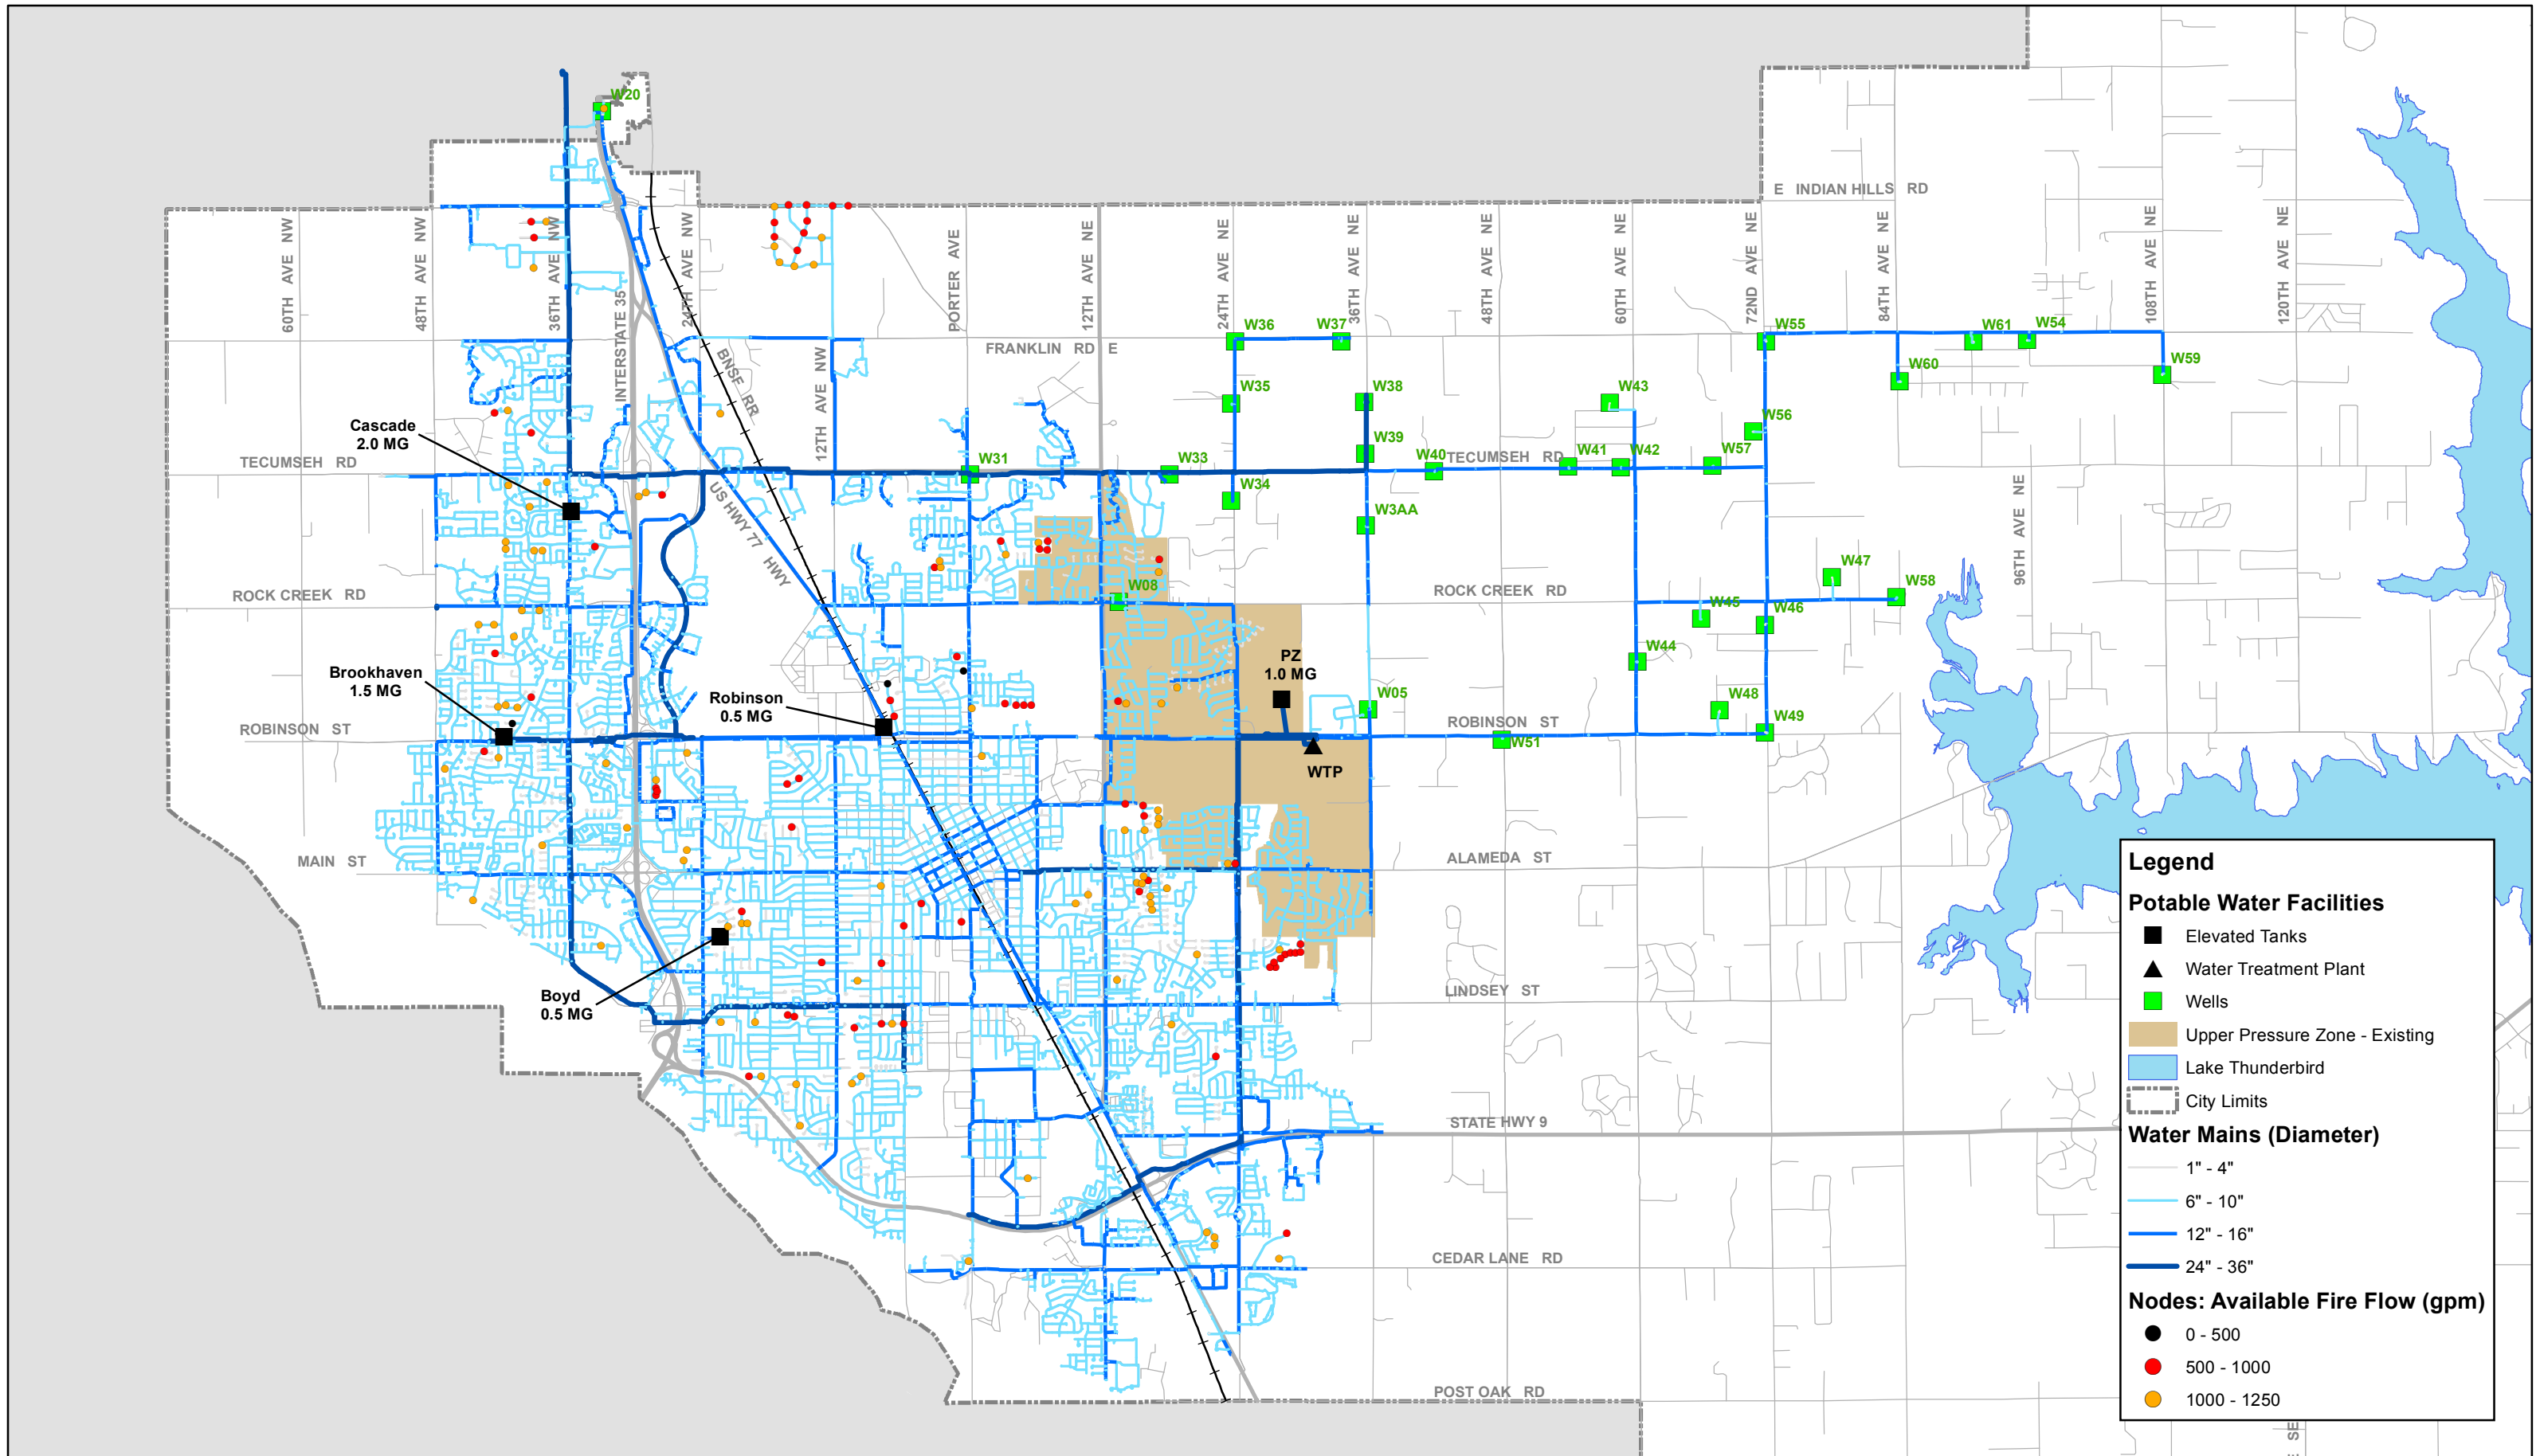 W20
E INDIAN HILLS RD
60TH AVE NW
48TH AVE NW
36TH AVE NW
INTERSTATE 35
24TH AVE NW
BNSF RR
12TH AVE NW
PORTER AVE
12TH AVE NE
24TH AVE NE
36TH AVE NE
48TH AVE NE
60TH AVE NE
72ND AVE NE
84TH AVE NE
96TH AVE NE
108TH AVE NE
120TH AVE NE
FRANKLIN RD E
W36
W37
W55
W61
W54
W60
W59
W35
W38
W43
W56
Cascade
2.0 MG
TECUMSEH RD
W31
W33
W39
W40
TECUMSEH RD
W41
W42
W57
W34
W3AA
US HWY 77 HWY
ROCK CREEK RD
W08
ROCK CREEK RD
W47
W58
W45
W46
W44
Brookhaven
1.5 MG
Robinson
0.5 MG
PZ
1.0 MG
W05
W48
W49
ROBINSON ST
ROBINSON ST
W51
WTP
MAIN ST
ALAMEDA ST
Boyd
0.5 MG
LINDSEY ST
STATE HWY 9
CEDAR LANE RD
POST OAK RD
SE
Legend
Potable Water Facilities
Elevated Tanks
Water Treatment Plant
Wells
Upper Pressure Zone - Existing
Lake Thunderbird
City Limits
Water Mains (Diameter)
1" - 4"
6" - 10"
12" - 16"
24" - 36"
Nodes: Available Fire Flow (gpm)
0 - 500
500 - 1000
1000 - 1250